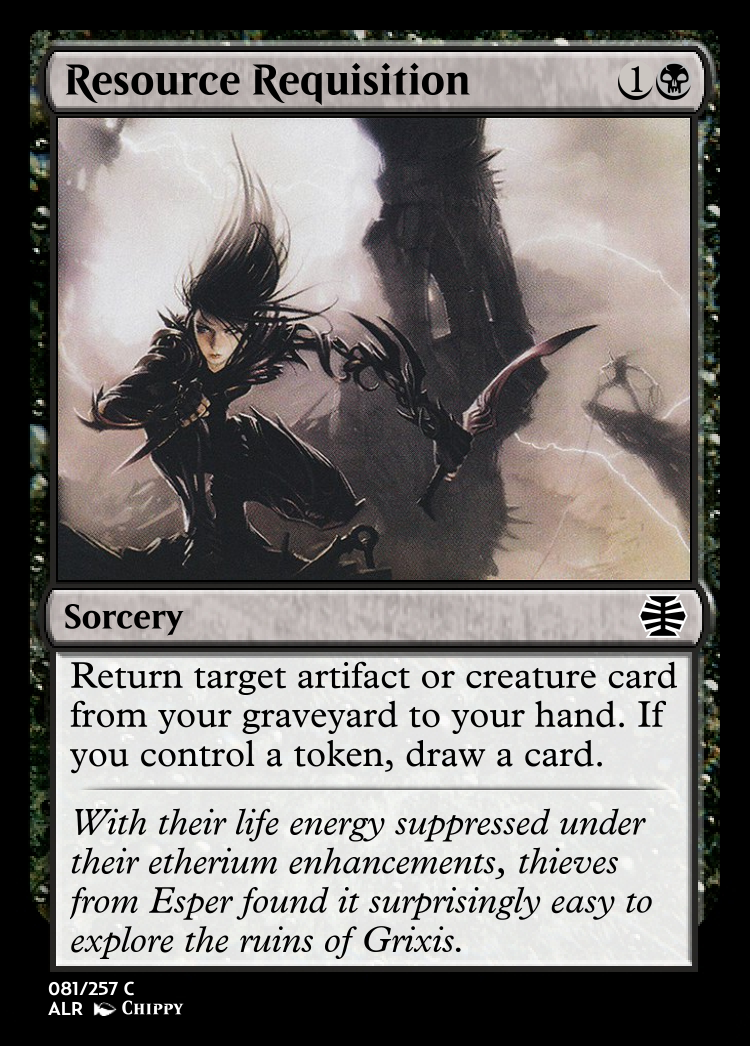 Resource Requisition 1
Sorcery
Return target artifact or creature card
from your graveyard to your hand. If
you control a token, draw a card.
With their life energy suppressed under
their etherium enhancements, thieves
from Esper found it surprisingly easy to
explore the ruins of Grixis.
081/257 C
ALR Chippy